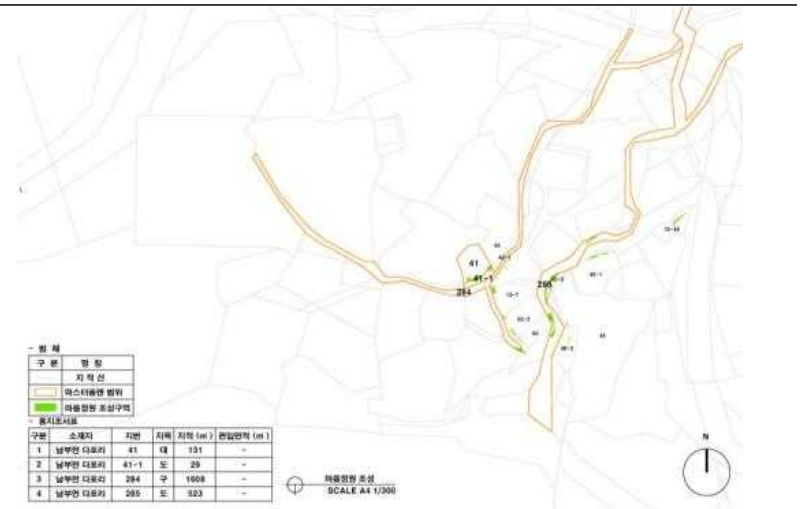 41
41-1
284
285
- 범 례
구 분 명 칭
지 적 선
마스터플랜 범위
마을정원 조성구역
- 용지조서표
구분 소재지 지번 지목 지적 (㎡) 편입면적 (㎡)
1 남부면 다포리 41 대 131 -
2 남부면 다포리 41-1 도 29 -
3 남부면 다포리 284 구 1608 -
4 남부면 다포리 285 도 523 -
마을정원 조성
SCALE A4 1/300
N